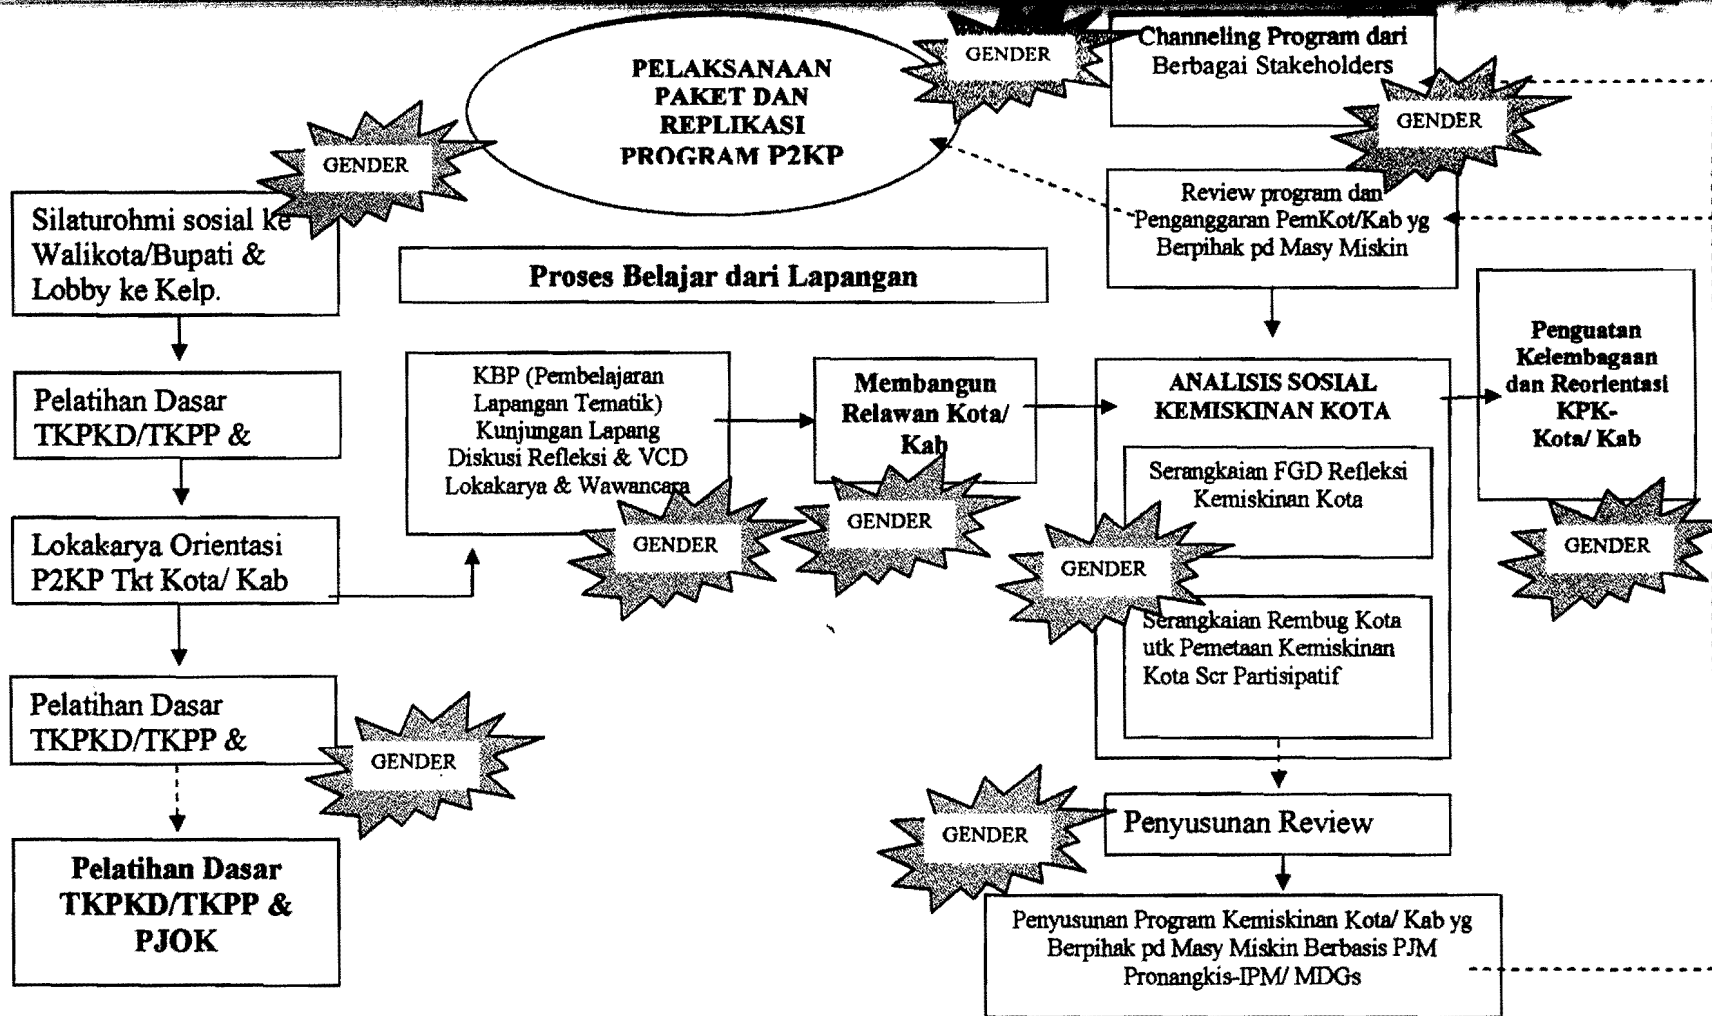 PELAKSANAAN
PAKET DAN
REPLIKASI
PROGRAM P2KP
GENDER
Channeling Program dari
Berbagai Stakeholders
GENDER
GENDER
Silaturohmi sosial ke
Walikota/Bupati &
Lobby ke Kelp.
Review program dan
Penganggaran PemKot/Kab yg
Berpihak pd Masy Miskin
Proses Belajar dari Lapangan
Pelatihan Dasar
TKPKD/TKPP &
KBP (Pembelajaran
Lapangan Tematik)
Kunjungan Lapang
Diskusi Refleksi & VCD
Lokakarya & Wawancara
GENDER
Membangun
Relawan Kota/
Kab
GENDER
ANALISIS SOSIAL
KEMISKINAN KOTA
Serangkaian FGD Refleksi
Kemiskinan Kota
GENDER
Serangkaian Rembug Kota
utk Pemetaan Kemiskinan
Kota Scr Partisipatif
Penguatan
Kelembagaan
dan Reorientasi
KPK-
Kota/ Kab
GENDER
Lokakarya Orientasi
P2KP Tkt Kota/ Kab
Pelatihan Dasar
TKPKD/TKPP &
GENDER
Pelatihan Dasar
TKPKD/TKPP &
PJOK
GENDER
Penyusunan Review
Penyusunan Program Kemiskinan Kota/ Kab yg
Berpihak pd Masy Miskin Berbasis PJM
Pronangkis-IPM/ MDGs